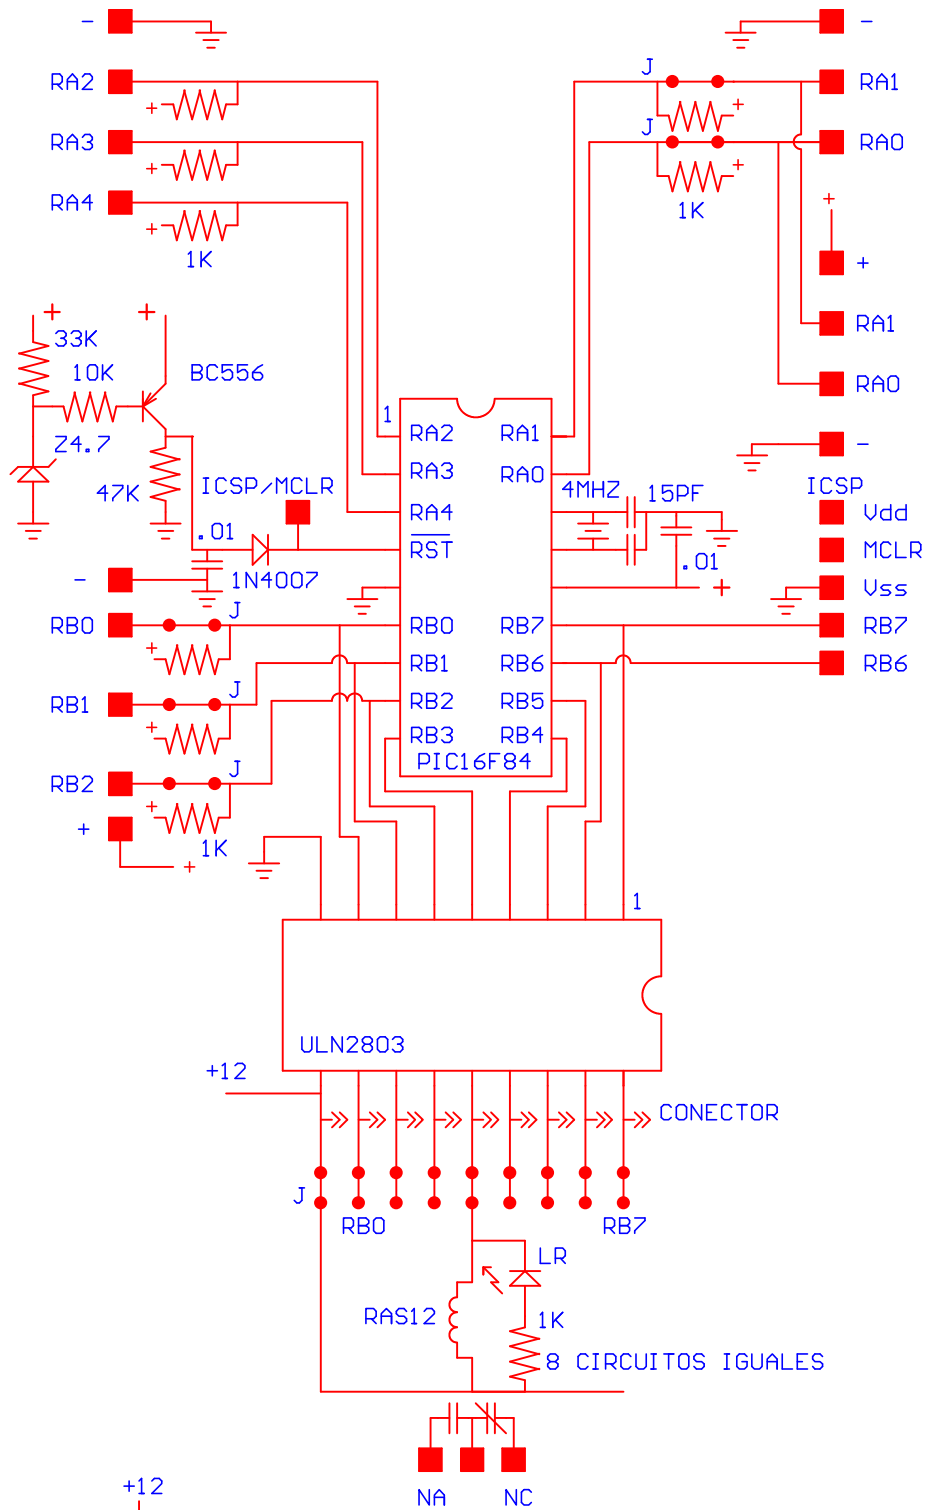 -
-
RA2
+
J
+
RA1
RA3
+
J
+
RA0
RA4
+
1K
1K
+
+
RA1
+
+
33K
10K
BC556
RA0
1
RA2
RA1
-
Z4.7
RA3
RA0
47K
ICSP/MCLR
4MHZ
15PF
ICSP
RA4
Vdd
.01
RST
.01
MCLR
-
1N4007
+
Vss
J
RB0
RB0
RB7
RB7
+
RB1
RB6
RB6
J
RB1
RB2
RB5
+
RB3
RB4
PIC16F84
J
RB2
+
+
1K
+
1
ULN2803
+12
CONECTOR
J
RB0
RB7
LR
RAS12
1K
8 CIRCUITOS IGUALES
NA
NC
+12